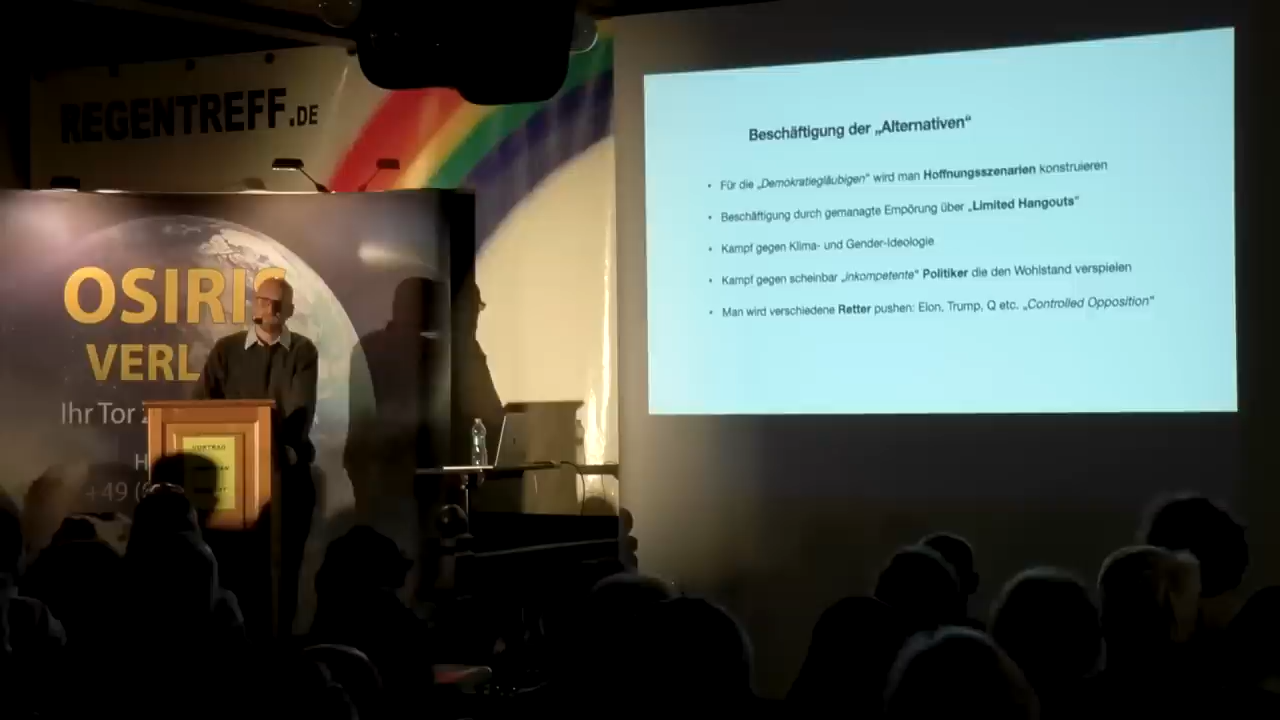 REGENTREFF.DE
OSIRIS
VERL
Ihr Tor
H
+49 (
VORTRAG
Beschäftigung der „Alternativen“
• Für die „Demokratiegläubigen“ wird man Hoffnungsszenarien konstruieren
• Beschäftigung durch gemanagte Empörung über „Limited Hangouts“
• Kampf gegen Klima- und Gender-Ideologie
• Kampf gegen scheinbar „inkompetente“ Politiker die den Wohlstand verspielen
• Man wird verschiedene Retter pushen: Elon, Trump, Q etc. „Controlled Opposition“